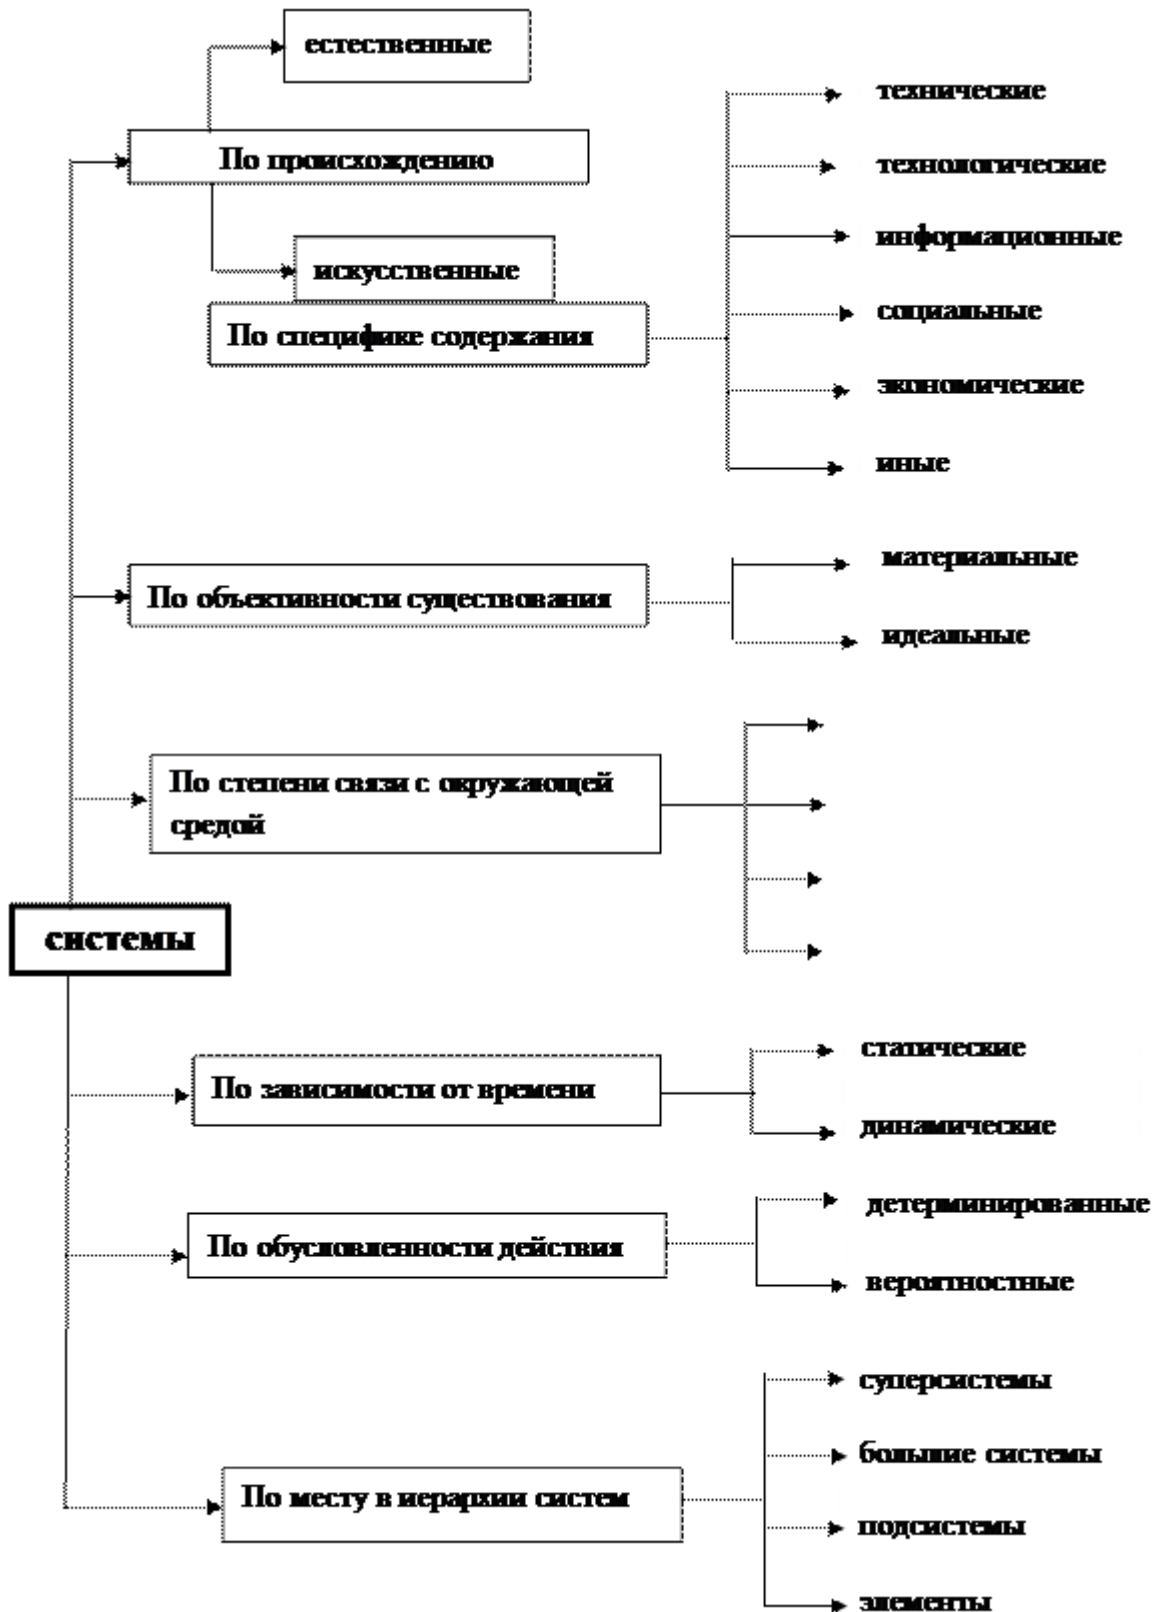 естественные
По происхождению
искусственные
По специфике содержания
технические
технологические
информационные
социальные
экономические
иные
По объективности существования
материальные
идеальные
По степени связи с окружающей
средой
системы
По зависимости от времени
статические
динамические
По обусловленности действия
детерминированные
вероятностные
По месту в иерархии систем
суперсистемы
большие системы
подсистемы
элементы